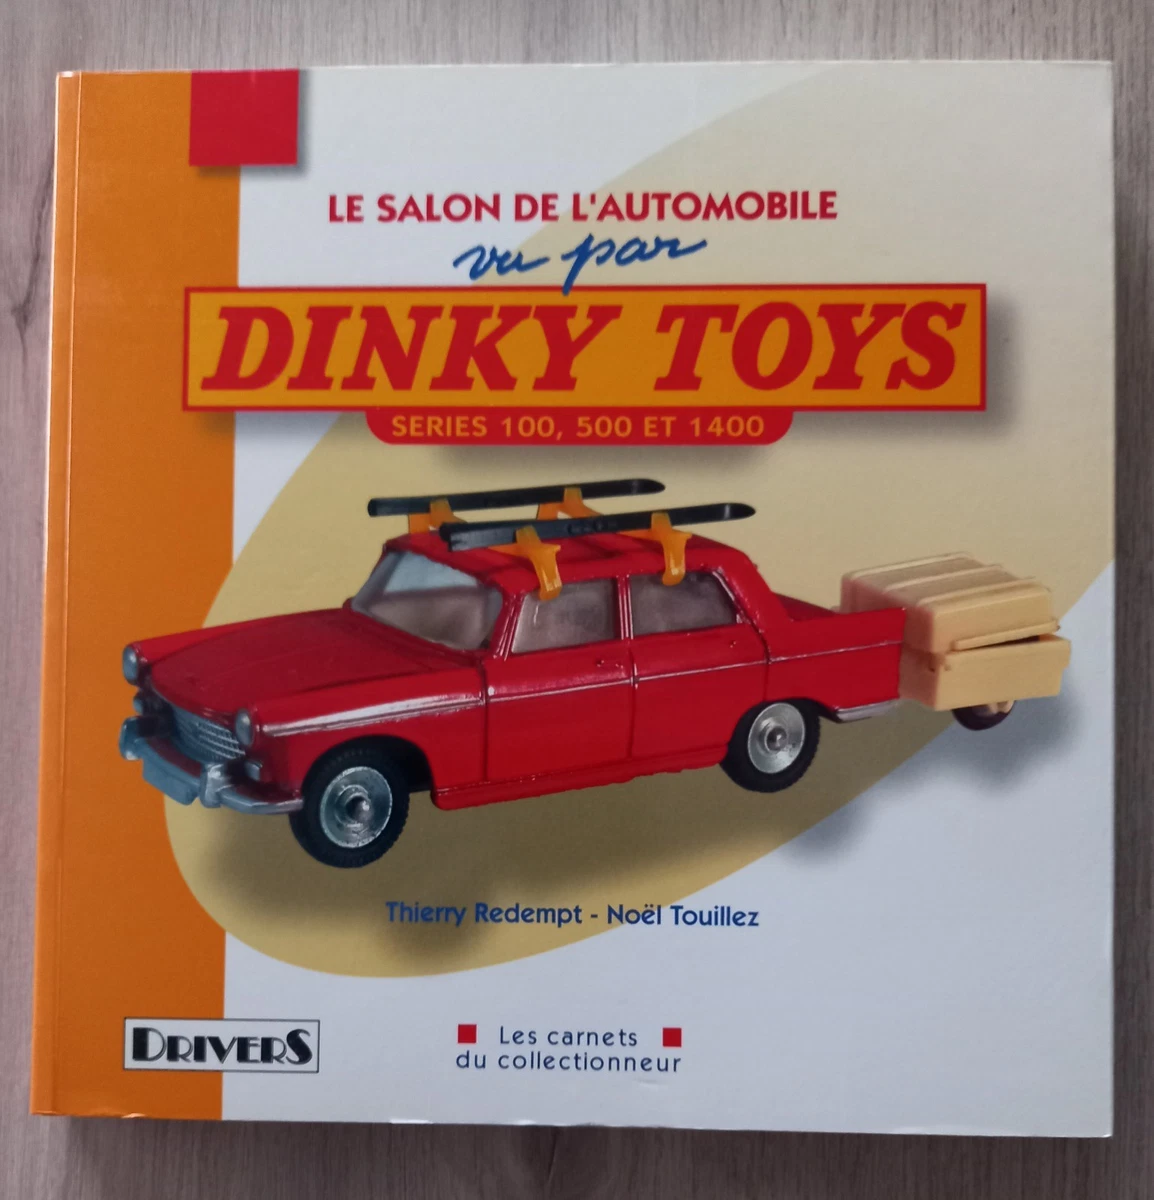 LE SALON DE L'AUTOMOBILE
vu par
DINKY TOYS
SERIES 100, 500 ET 1400
Thierry Redempt - Noël Touillez
DRIVERS
Les carnets
du collectionneur